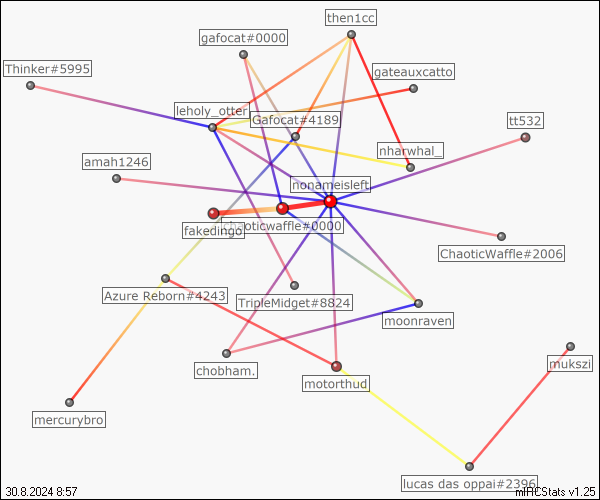 then1cc
gafocat#0000
Thinker#5995
gateauxcatto
leholy_otter
Gafocat#4189
tt532
nharwhal_
amah1246
nonameisleft
chaoticwaffle#0000
fakedingo
ChaoticWaffle#2006
Azure Reborn#4243
TripleMidget#8824
moonraven
chobham.
mukszi
motorthud
mercurybro
lucas das oppai#2396
30.8.2024 8:57
mIRCStats v1.25